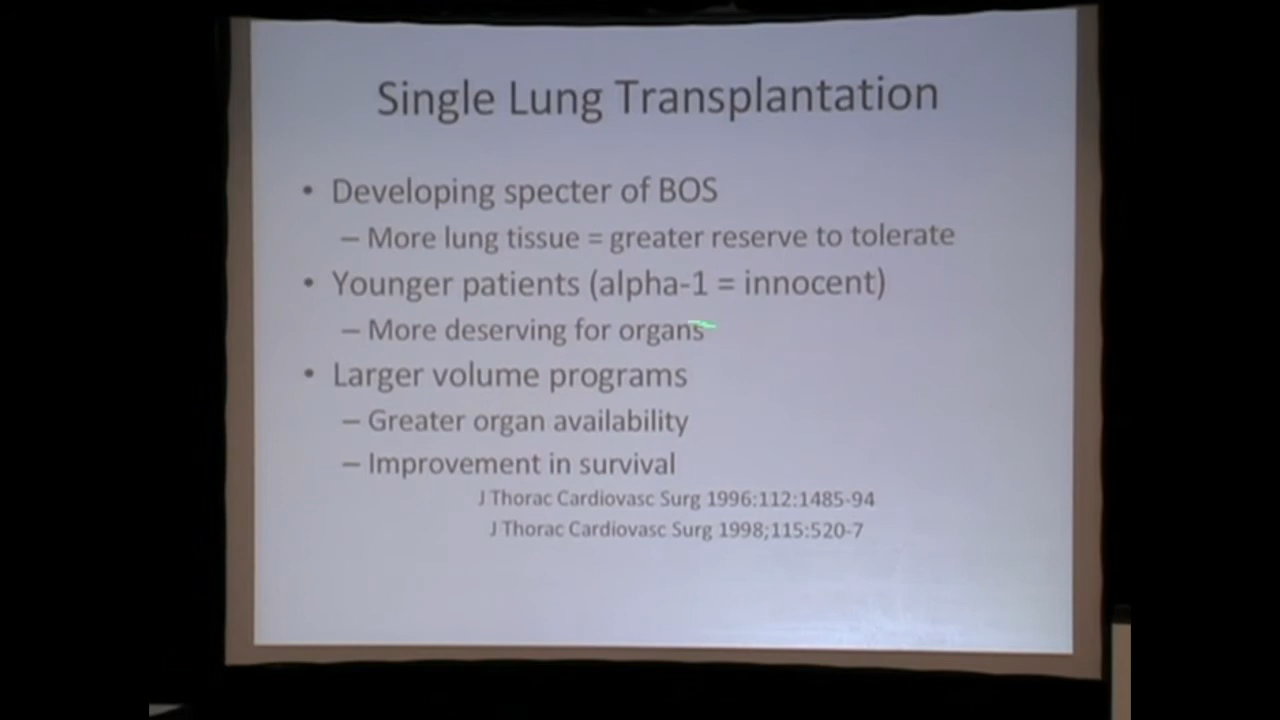 Single Lung Transplantation
• Developing specter of BOS
– More lung tissue = greater reserve to tolerate
• Younger patients (alpha-1 = innocent)
– More deserving for organs
• Larger volume programs
– Greater organ availability
– Improvement in survival
J Thorac Cardiovasc Surg 1996:112:1485-94
J Thorac Cardiovasc Surg 1998;115:520-7